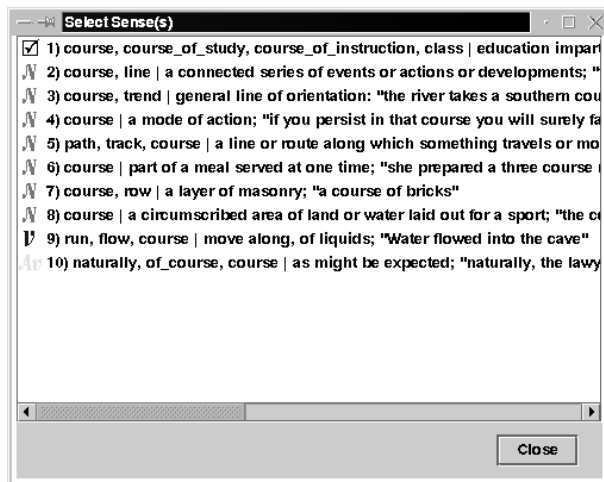 Select Sense(s)
1) course, course_of_study, course_of_instruction, class | education impart
N 2) course, line | a connected series of events or actions or developments; "
N 3) course, trend | general line of orientation: "the river takes a southern cou
N 4) course | a mode of action; "if you persist in that course you will surely fa
N 5) path, track, course | a line or route along which something travels or mo
N 6) course | part of a meal served at one time; "she prepared a three course
N 7) course, row | a layer of masonry; "a course of bricks"
N 8) course | a circumscribed area of land or water laid out for a sport; "the c
V 9) run, flow, course | move along, of liquids; "Water flowed into the cave"
Av 10) naturally, of_course, course | as might be expected; "naturally, the lawy
Close